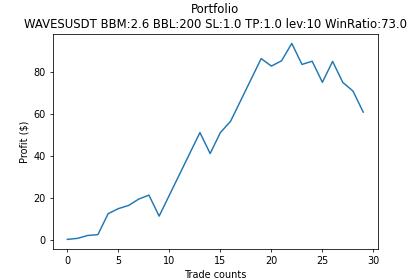 Portfolio
WAVESUSDT BBM:2.6 BBL:200 SL:1.0 TP:1.0 lev:10 WinRatio:73.0
Profit ($)
80
60
40
20
0
0 5 10 15 20 25 30
Trade counts